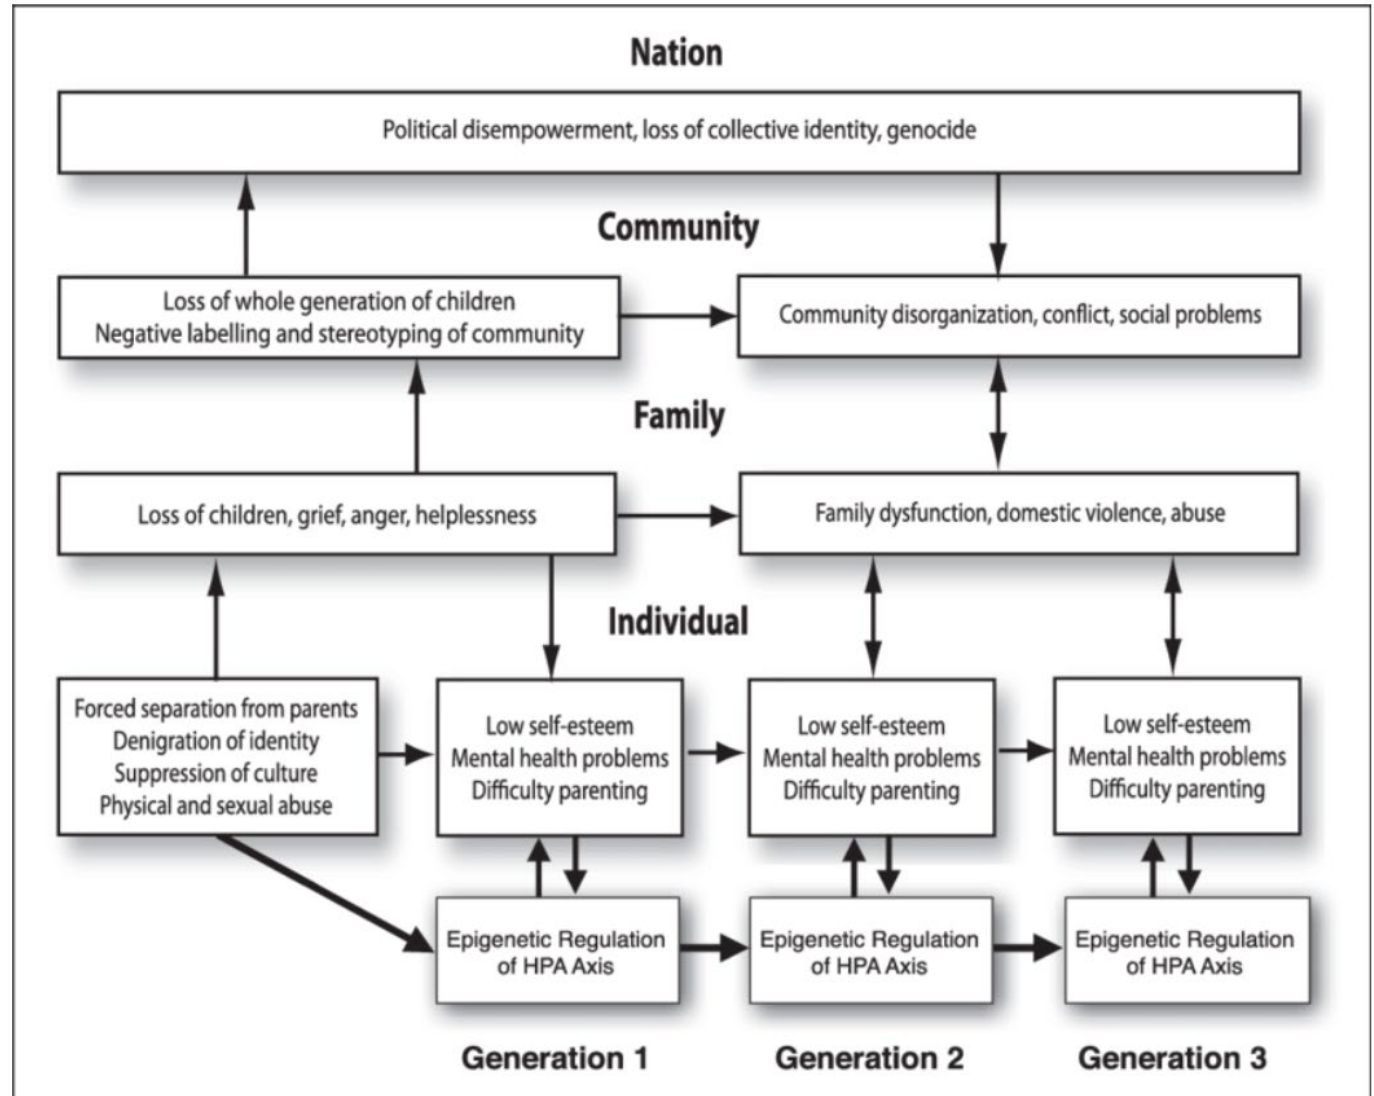 Nation
Political disempowerment, loss of collective identity, genocide
Community
Loss of whole generation of children
Negative labelling and stereotyping of community
Community disorganization, conflict, social problems
Family
Loss of children, grief, anger, helplessness
Family dysfunction, domestic violence, abuse
Individual
Forced separation from parents
Denigration of identity
Suppression of culture
Physical and sexual abuse
Low self-esteem
Mental health problems
Difficulty parenting
Low self-esteem
Mental health problems
Difficulty parenting
Low self-esteem
Mental health problems
Difficulty parenting
Epigenetic Regulation
of HPA Axis
Epigenetic Regulation
of HPA Axis
Epigenetic Regulation
of HPA Axis
Generation 1
Generation 2
Generation 3